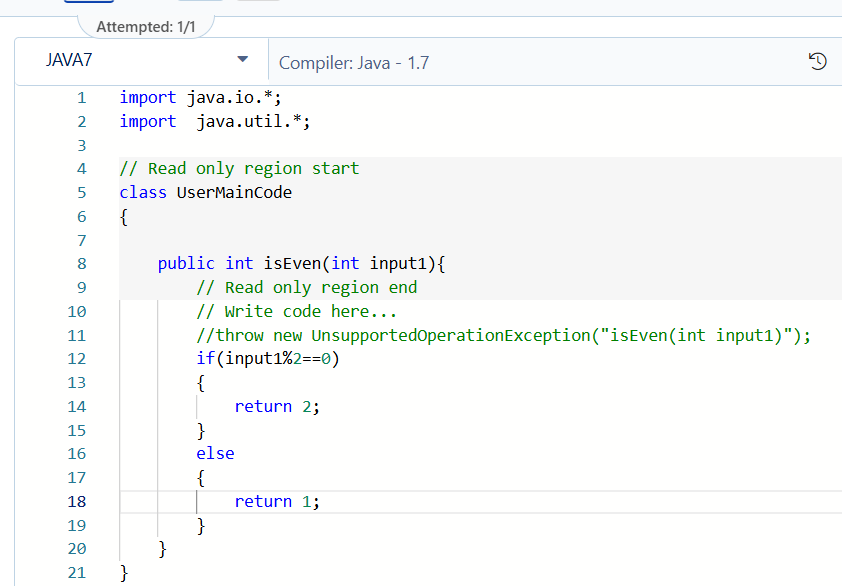 Attempted: 1/1
JAVA7
Compiler: Java - 1.7
1 import java.io.*;
2 import  java.util.*;
3
4 // Read only region start
5 class UserMainCode
6 {
7
8     public int isEven(int input1){
9         // Read only region end
10         // Write code here...
11         //throw new UnsupportedOperationException("isEven(int input1)");
12         if(input1%2==0)
13         {
14             return 2;
15         }
16         else
17         {
18             return 1;
19         }
20     }
21 }